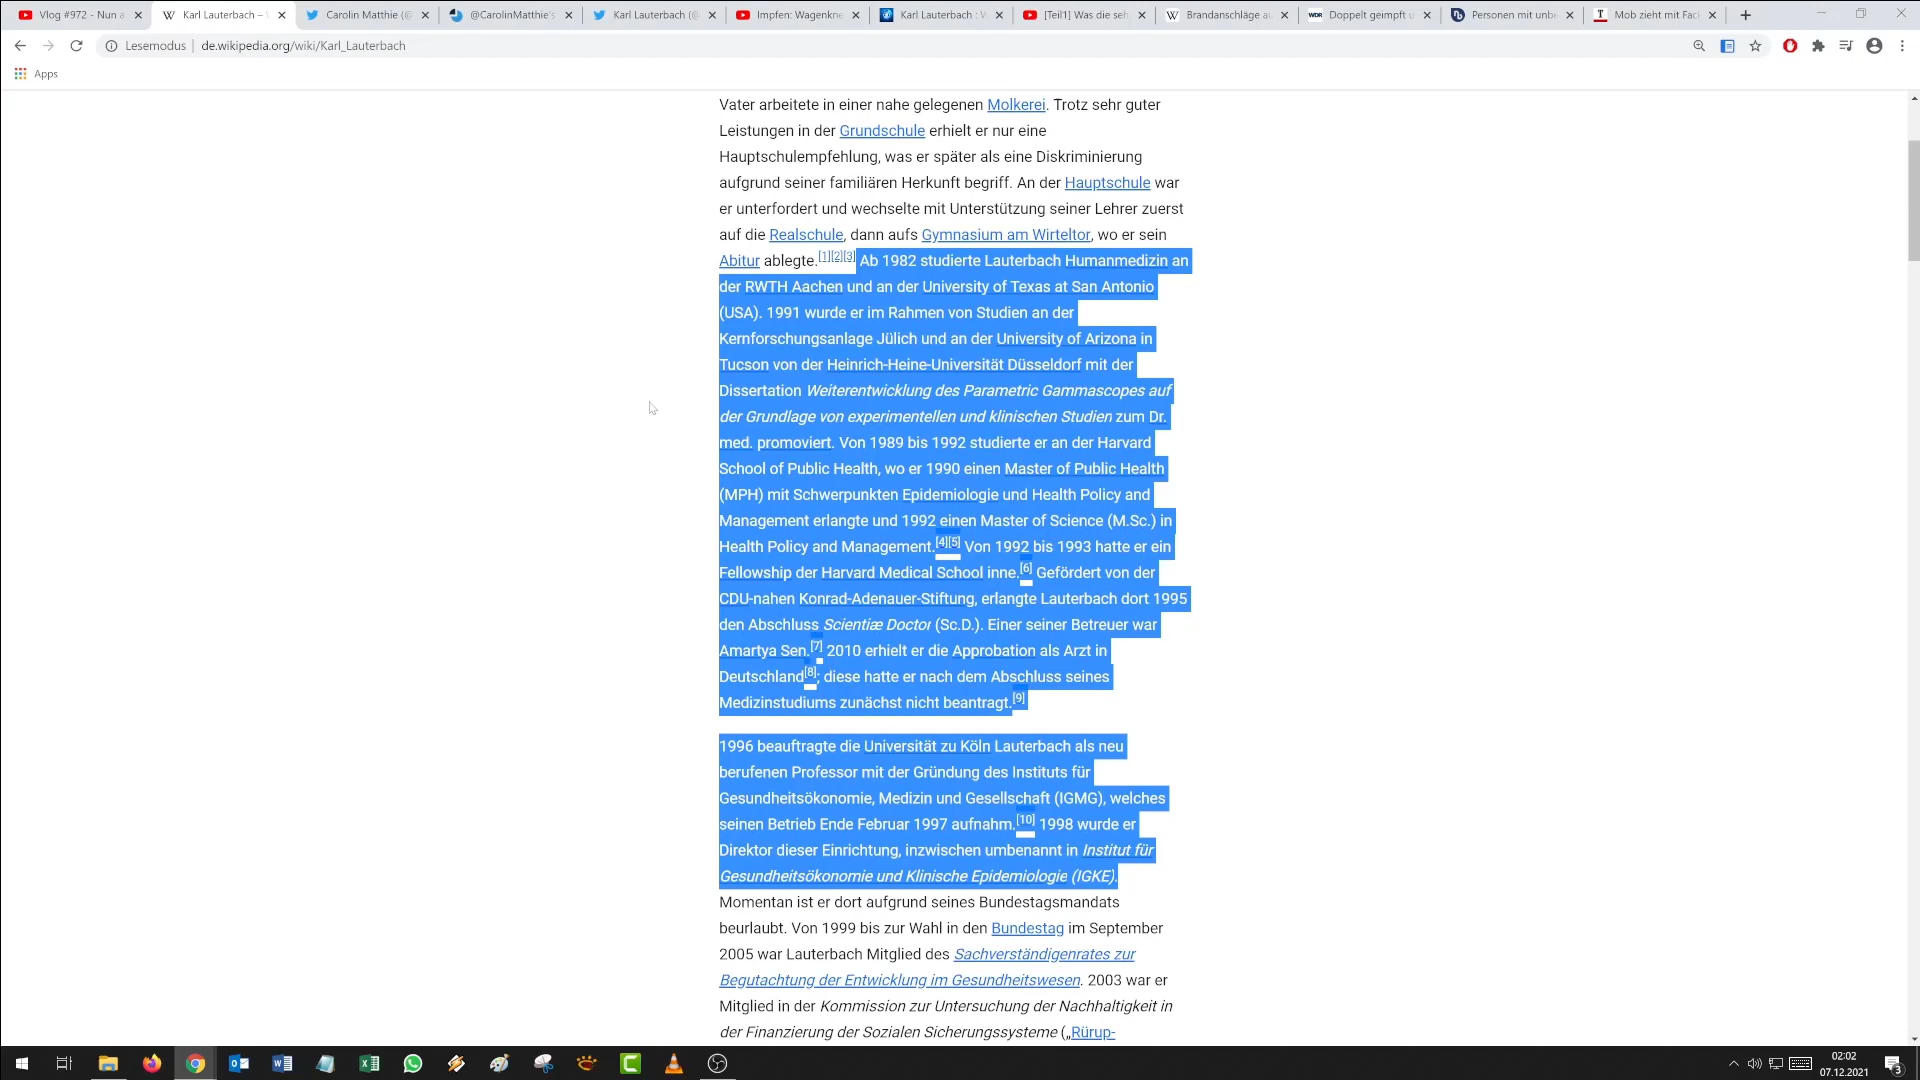 Vlog #972 - Nun a
Karl Lauterbach –
Carolin Matthie (@
@CarolinMatthie's
Karl Lauterbach (@
Impfen: Wagenkne
Karl Lauterbach : W
[Teil1] Was die seh
Brandanschläge au
Doppelt geimpft u
Personen mit unbe
Mob zieht mit Fac
Lesemodus | de.wikipedia.org/wiki/Karl_Lauterbach
Apps
Vater arbeitete in einer nahe gelegenen Molkerei. Trotz sehr guter
Leistungen in der Grundschule erhielt er nur eine
Hauptschulempfehlung, was er später als eine Diskriminierung
aufgrund seiner familiären Herkunft begriff. An der Hauptschule war
er unterfordert und wechselte mit Unterstützung seiner Lehrer zuerst
auf die Realschule, dann aufs Gymnasium am Wirteltor, wo er sein
Abitur ablegte.[1][2][3] Ab 1982 studierte Lauterbach Humanmedizin an
der RWTH Aachen und an der University of Texas at San Antonio
(USA). 1991 wurde er im Rahmen von Studien an der
Kernforschungsanlage Jülich und an der University of Arizona in
Tucson von der Heinrich-Heine-Universität Düsseldorf mit der
Dissertation Weiterentwicklung des Parametric Gammascopes auf
der Grundlage von experimentellen und klinischen Studien zum Dr.
med. promoviert. Von 1989 bis 1992 studierte er an der Harvard
School of Public Health, wo er 1990 einen Master of Public Health
(MPH) mit Schwerpunkten Epidemiologie und Health Policy and
Management erlangte und 1992 einen Master of Science (M.Sc.) in
Health Policy and Management.[4][5] Von 1992 bis 1993 hatte er ein
Fellowship der Harvard Medical School inne.[6] Gefördert von der
CDU-nahen Konrad-Adenauer-Stiftung, erlangte Lauterbach dort 1995
den Abschluss Scientiæ Doctor (Sc.D.). Einer seiner Betreuer war
Amartya Sen.[7] 2010 erhielt er die Approbation als Arzt in
Deutschland[8]; diese hatte er nach dem Abschluss seines
Medizinstudiums zunächst nicht beantragt.[9]
1996 beauftragte die Universität zu Köln Lauterbach als neu
berufenen Professor mit der Gründung des Instituts für
Gesundheitsökonomie, Medizin und Gesellschaft (IGMG), welches
seinen Betrieb Ende Februar 1997 aufnahm.[10] 1998 wurde er
Direktor dieser Einrichtung, inzwischen umbenannt in Institut für
Gesundheitsökonomie und Klinische Epidemiologie (IGKE).
Momentan ist er dort aufgrund seines Bundestagsmandats
beurlaubt. Von 1999 bis zur Wahl in den Bundestag im September
2005 war Lauterbach Mitglied des Sachverständigenrates zur
Begutachtung der Entwicklung im Gesundheitswesen. 2003 war er
Mitglied in der Kommission zur Untersuchung der Nachhaltigkeit in
der Finanzierung der Sozialen Sicherungssysteme („Rürup-
02:02
07.12.2021
3